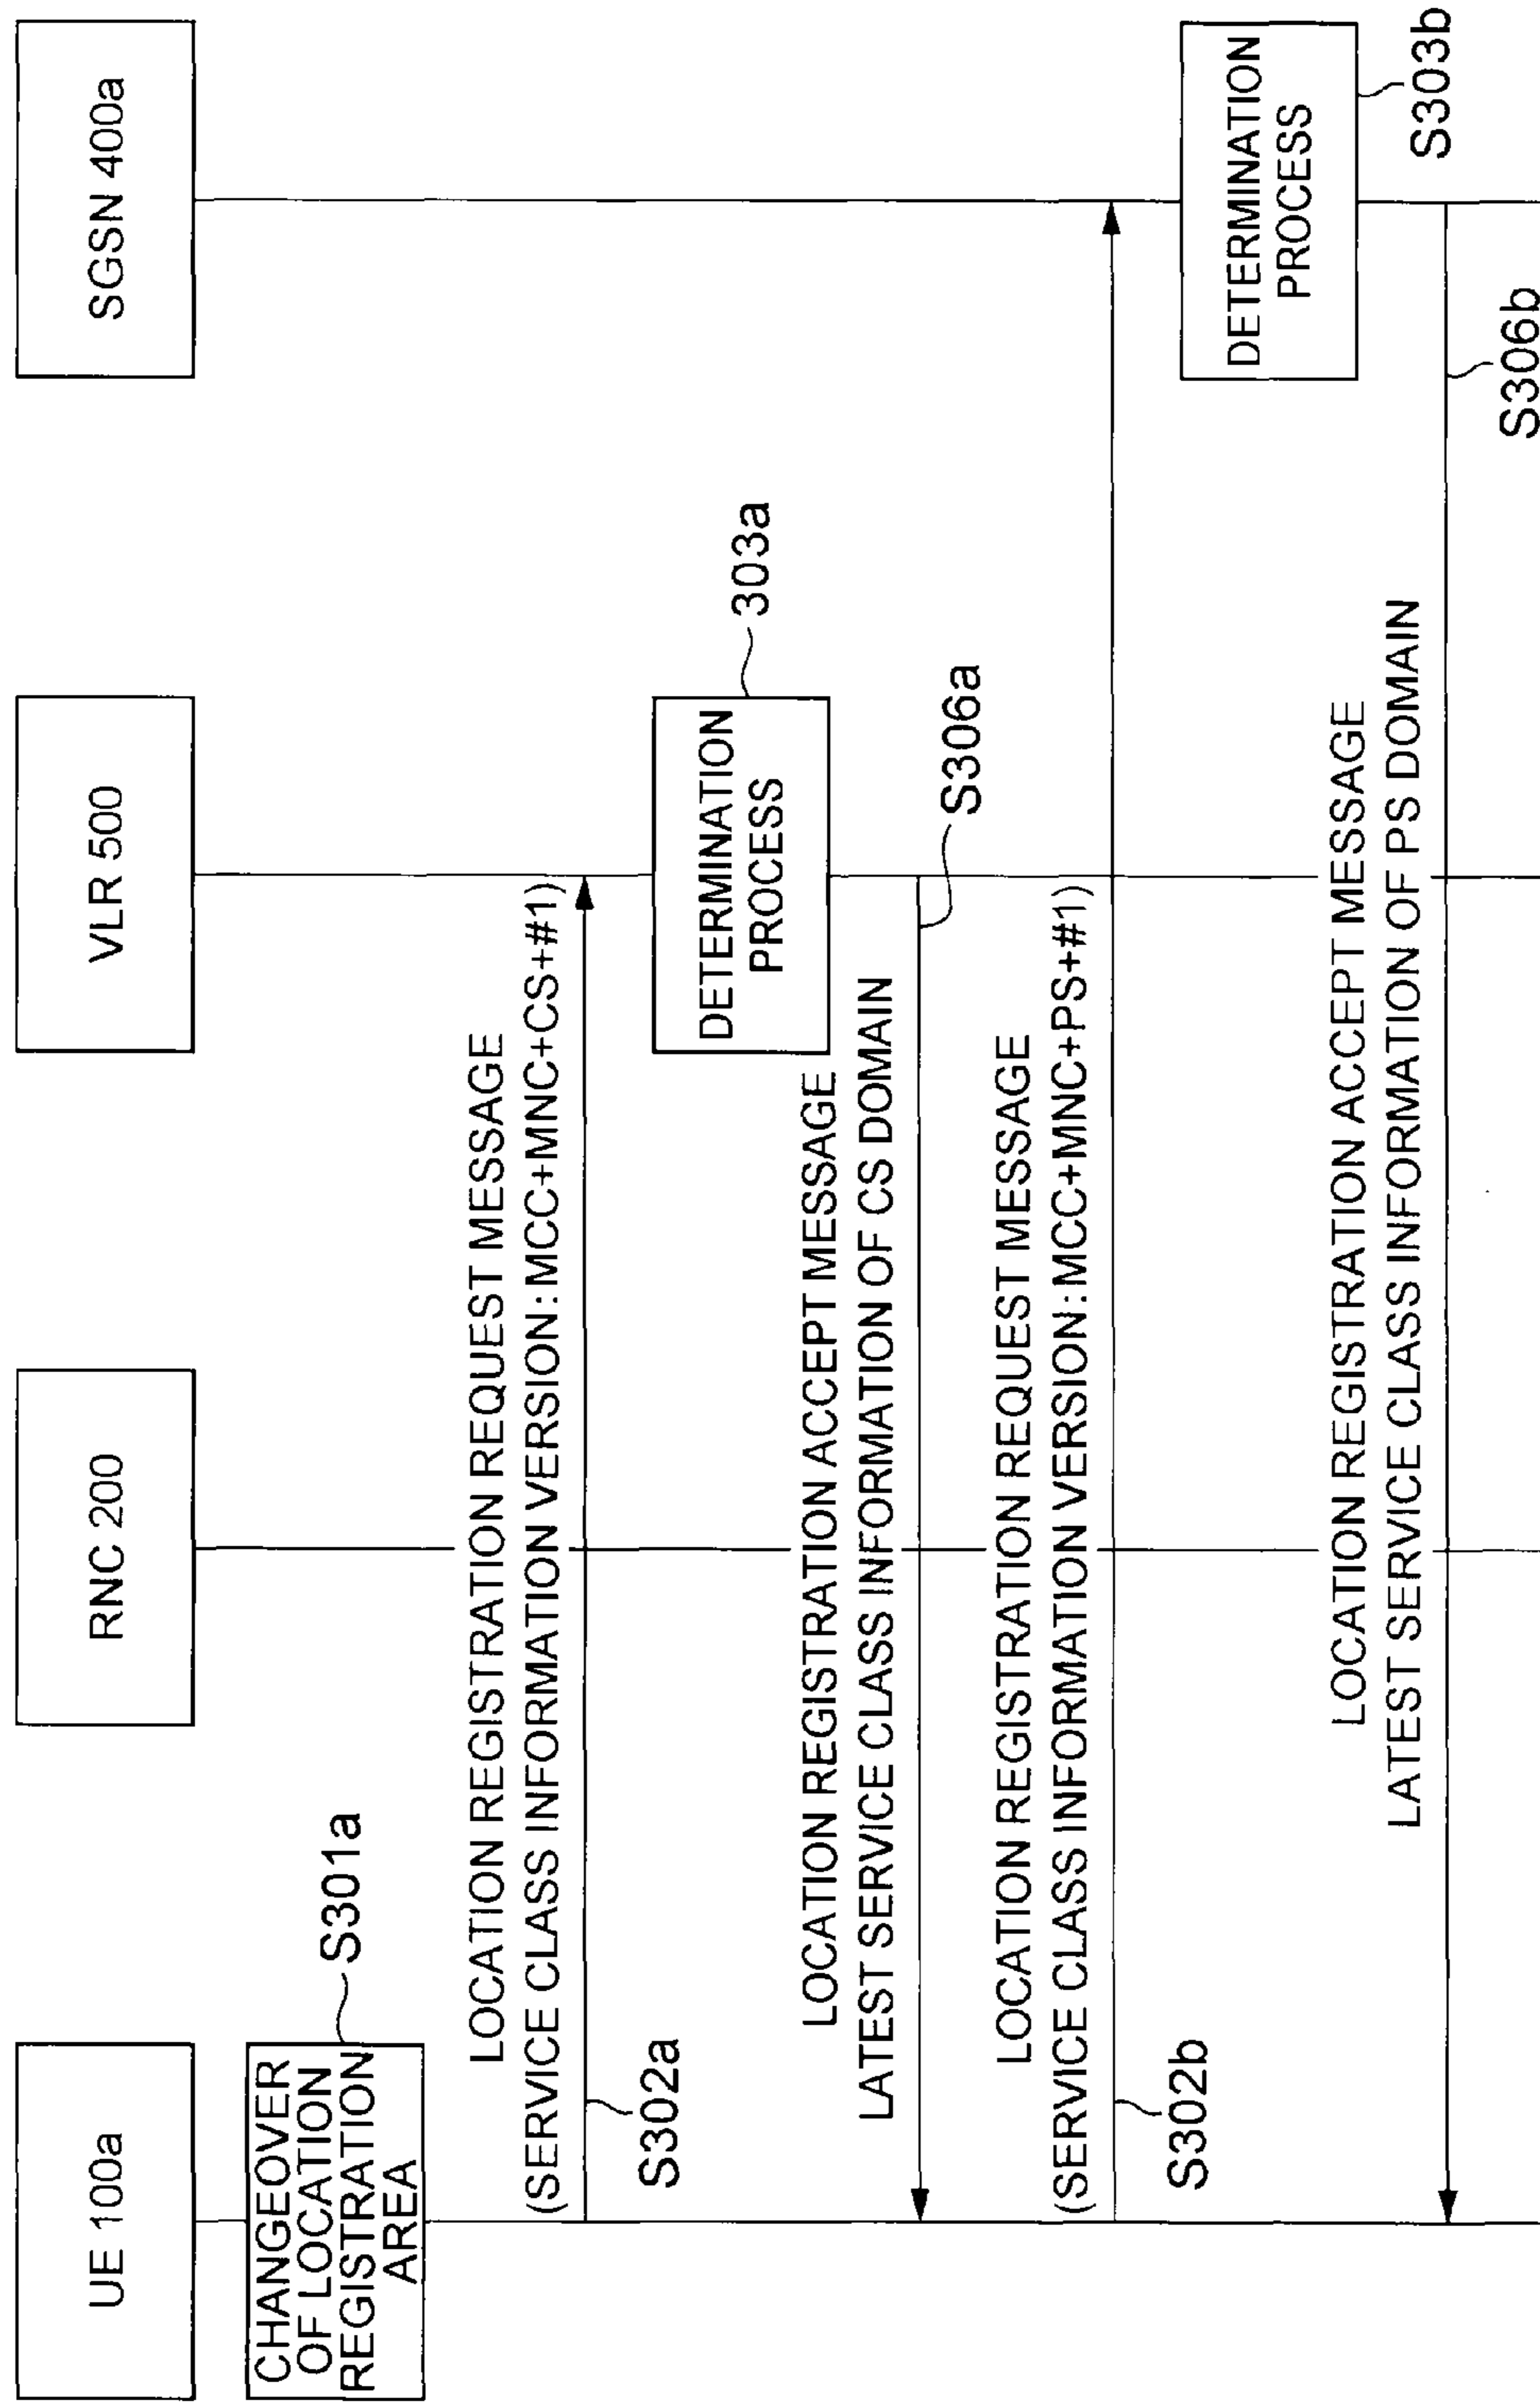 UE 100a
RNC 200
VLR 500
SGSN 400a
CHANGEOVER
OF LOCATION
REGISTRATION
AREA
S301a
LOCATION REGISTRATION REQUEST MESSAGE
(SERVICE CLASS INFORMATION VERSION::MCC+MNC+CS+#1)
S302a
DETERMINATION
PROCESS
303a
LOCATION REGISTRATION ACCEPT MESSAGE
LATEST SERVICE CLASS INFORMATION OF CS DOMAIN
S306a
LOCATION REGISTRATION REQUEST MESSAGE
(SERVICE CLASS INFORMATION VERSION::MCC+MNC+PS+#1)
S302b
DETERMINATION
PROCESS
S303b
LOCATION REGISTRATION ACCEPT MESSAGE
LATEST SERVICE CLASS INFORMATION OF PS DOMAIN
S306b